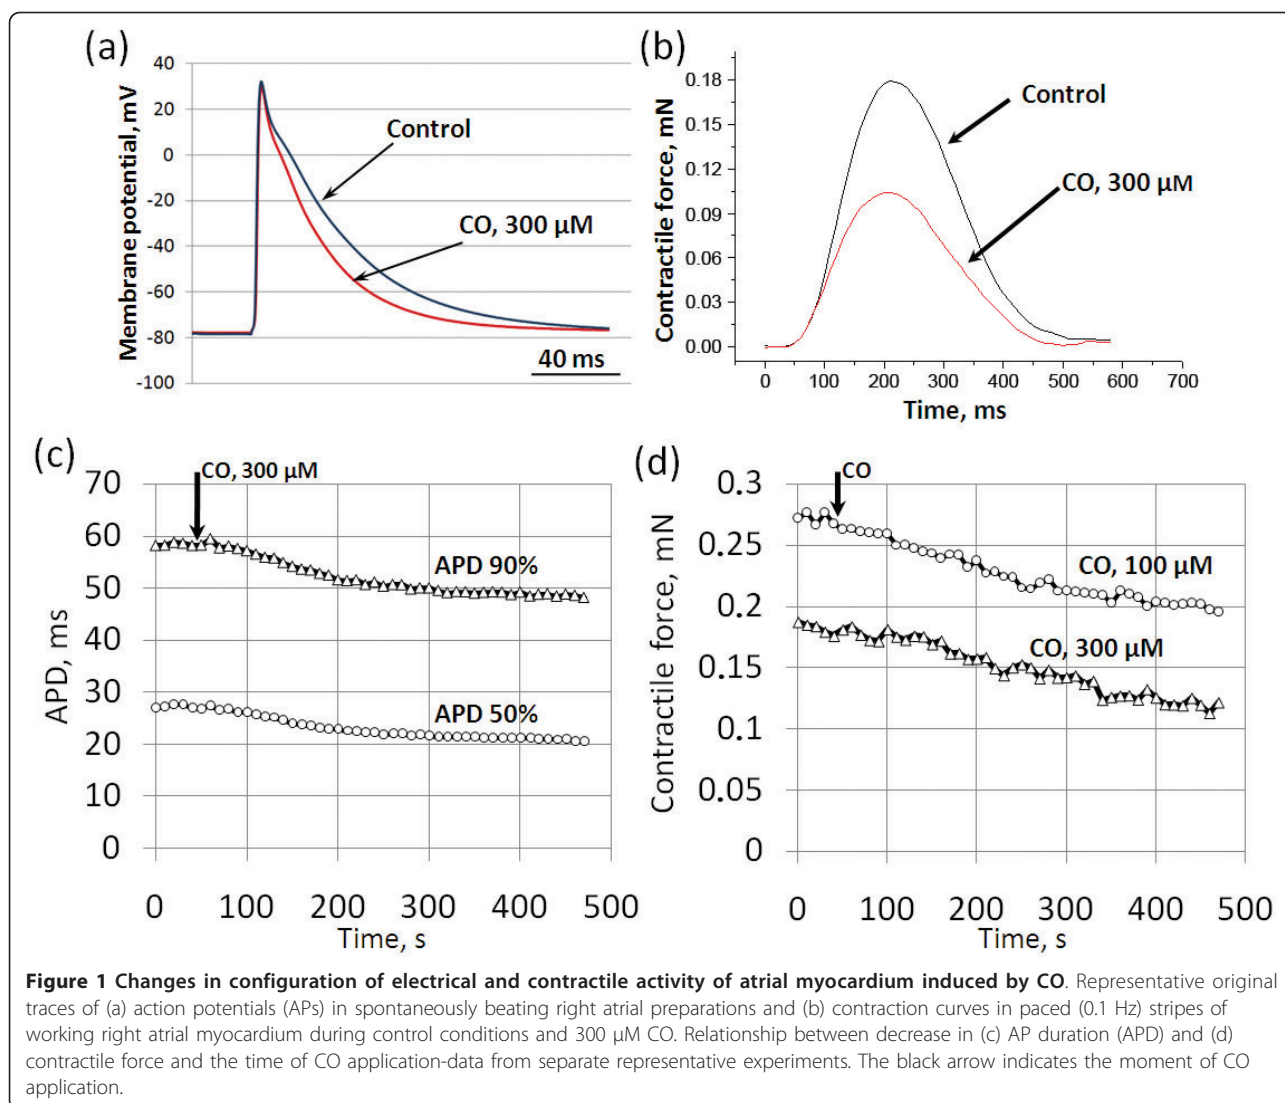 (a)
Membrane potential, mV
40
20
0
-20
-40
-60
-80
-100
Control
CO, 300 µM
40 ms
(b)
Contractile force, mN
0.18
0.15
0.12
0.09
0.06
0.03
0.00
Control
CO, 300 µM
0 100 200 300 400 500 600 700
Time, ms
(c)
CO, 300 µM
APD, ms
70
60
50
40
30
20
10
0
APD 90%
APD 50%
0 100 200 300 400 500
Time, s
(d)
CO
Contractile force, mN
0.3
0.25
0.2
0.15
0.1
0.05
0
CO, 100 µM
CO, 300 µM
0 100 200 300 400 500
Time, s
Figure 1 Changes in configuration of electrical and contractile activity of atrial myocardium induced by CO. Representative original
traces of (a) action potentials (APs) in spontaneously beating right atrial preparations and (b) contraction curves in paced (0.1 Hz) stripes of
working right atrial myocardium during control conditions and 300 µM CO. Relationship between decrease in (c) AP duration (APD) and (d)
contractile force and the time of CO application-data from separate representative experiments. The black arrow indicates the moment of CO
application.